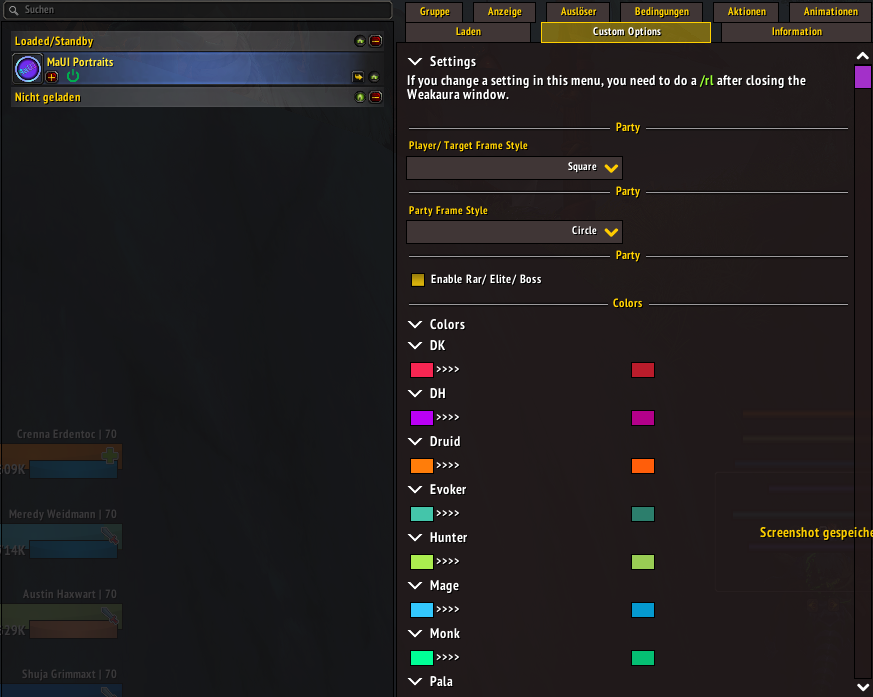 Suchen
Loaded/Standby
MaUI Portraits
Nicht geladen
Crenna Erdentoc | 70
09K
Meredy Weidmann | 70
14K
Austin Haxwart | 70
29K
Shuja Grimmaxt | 70
Gruppe
Anzeige
Auslöser
Bedingungen
Aktionen
Animationen
Laden
Custom Options
Information
Settings
If you change a setting in this menu, you need to do a /rl after closing the
Weakaura window.
Party
Player/ Target Frame Style
Square
Party
Party Frame Style
Circle
Party
Enable Rar/ Elite/ Boss
Colors
Colors
DK
>>>>
DH
>>>>
Druid
>>>>
Evoker
>>>>
Hunter
>>>>
Mage
>>>>
Monk
>>>>
Pala
Screenshot gespeiche